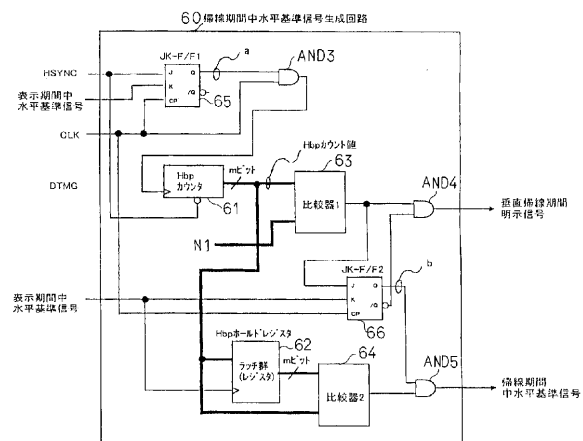 60 帰線期間中水平基準信号生成回路
JK-F/F1
a
AND3
HSYNC
J
Q
表示期間中
水平基準信号
K
/Q
CP
65
CLK
Hbpカウント値
DTMG
Hbp
カウンタ
mビット
63
61
比較器1
AND4
N1
垂直帰線期間
明示信号
JK-F/F2
b
表示期間中
水平基準信号
J
Q
K
/Q
CP
66
Hbpホールドレジスタ
62
64
ラッチ群
(レジスタ)
mビット
比較器2
AND5
帰線期間
中水平基準信号